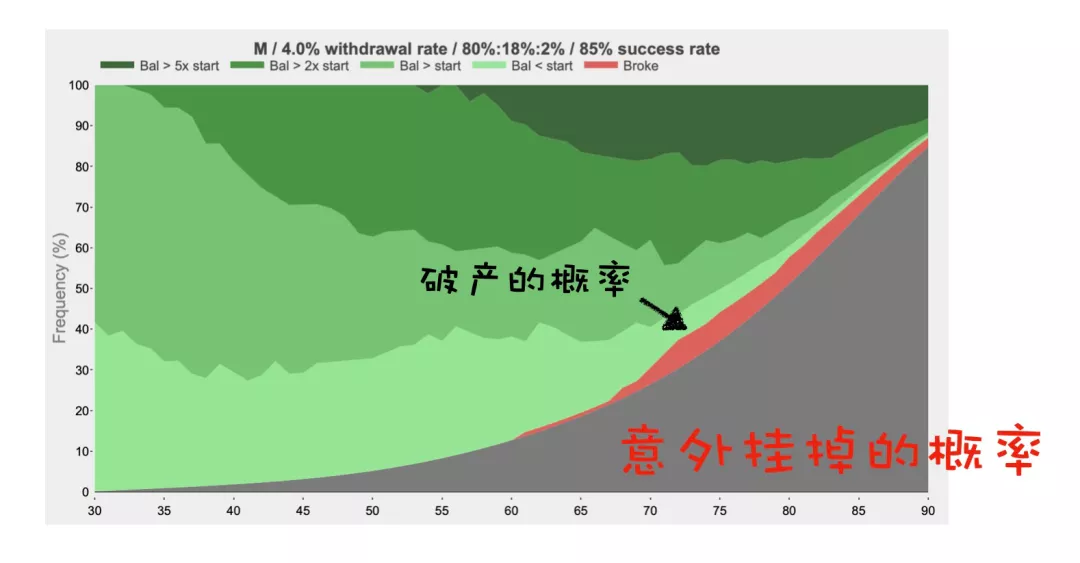 M / 4.0% withdrawal rate / 80%:18%:2% / 85% success rate
Bal > 5x start Bal > 2x start Bal > start Bal < start Broke
Frequency (%)
100
90
80
70
60
50
40
30
20
10
0
破产的概率
意外挂掉的概率
30 35 40 45 50 55 60 65 70 75 80 85 90